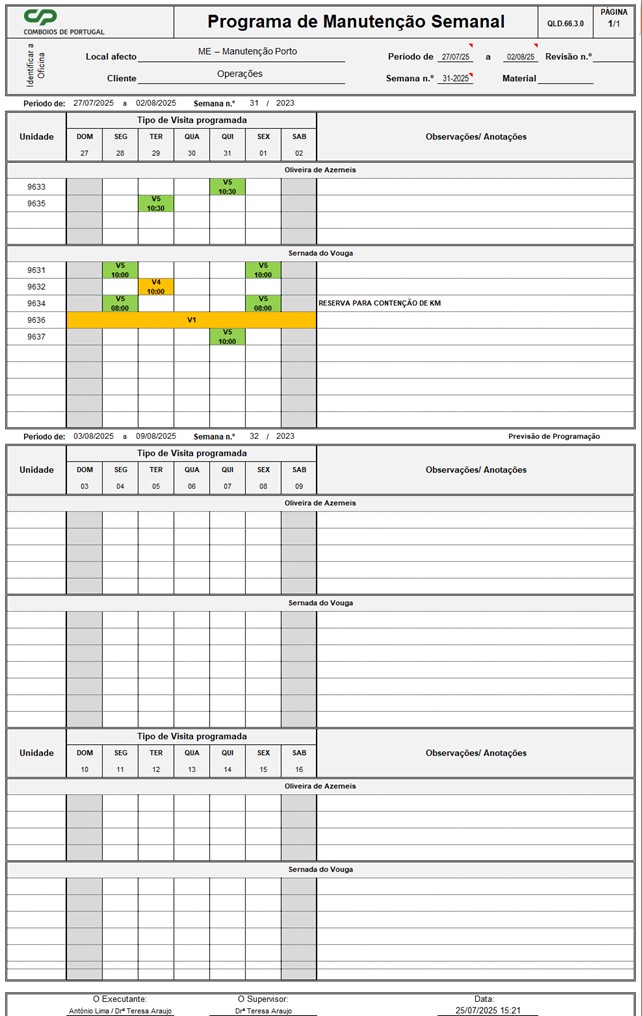 CP
COMBOIOS DE PORTUGAL
Programa de Manutenção Semanal
QLD.66.3.0
PÁGINA
1/1
Identificar a Oficina
Local afecto ME – Manutenção Porto
Periodo de 27/07/25 a 02/08/25 Revisão n.º
Cliente Operações
Semana n.º 31-2025 Material
Periodo de: 27/07/2025 a 02/08/2025 Semana n.º 31 / 2023
Unidade Tipo de Visita programada Observações/ Anotações
DOM SEG TER QUA QUI SEX SAB
27 28 29 30 31 01 02
Oliveira de Azemeis
9633 V5 10:30
9635 V5 10:30
Sernada do Vouga
9631 V5 10:00 V5 10:00
9632 V4 10:00
9634 V5 08:00 V5 08:00 RESERVA PARA CONTENÇÃO DE KM
9636 V1
9637 V5 10:00
Periodo de: 03/08/2025 a 09/08/2025 Semana n.º 32 / 2023 Previsão de Programação
Unidade Tipo de Visita programada Observações/ Anotações
DOM SEG TER QUA QUI SEX SAB
03 04 05 06 07 08 09
Oliveira de Azemeis
Sernada do Vouga
Unidade Tipo de Visita programada Observações/ Anotações
DOM SEG TER QUA QUI SEX SAB
10 11 12 13 14 15 16
Oliveira de Azemeis
Sernada do Vouga
O Executante: O Supervisor: Data:
António Lima / Drª Teresa Araujo Drª Teresa Araujo 25/07/2025 15:21